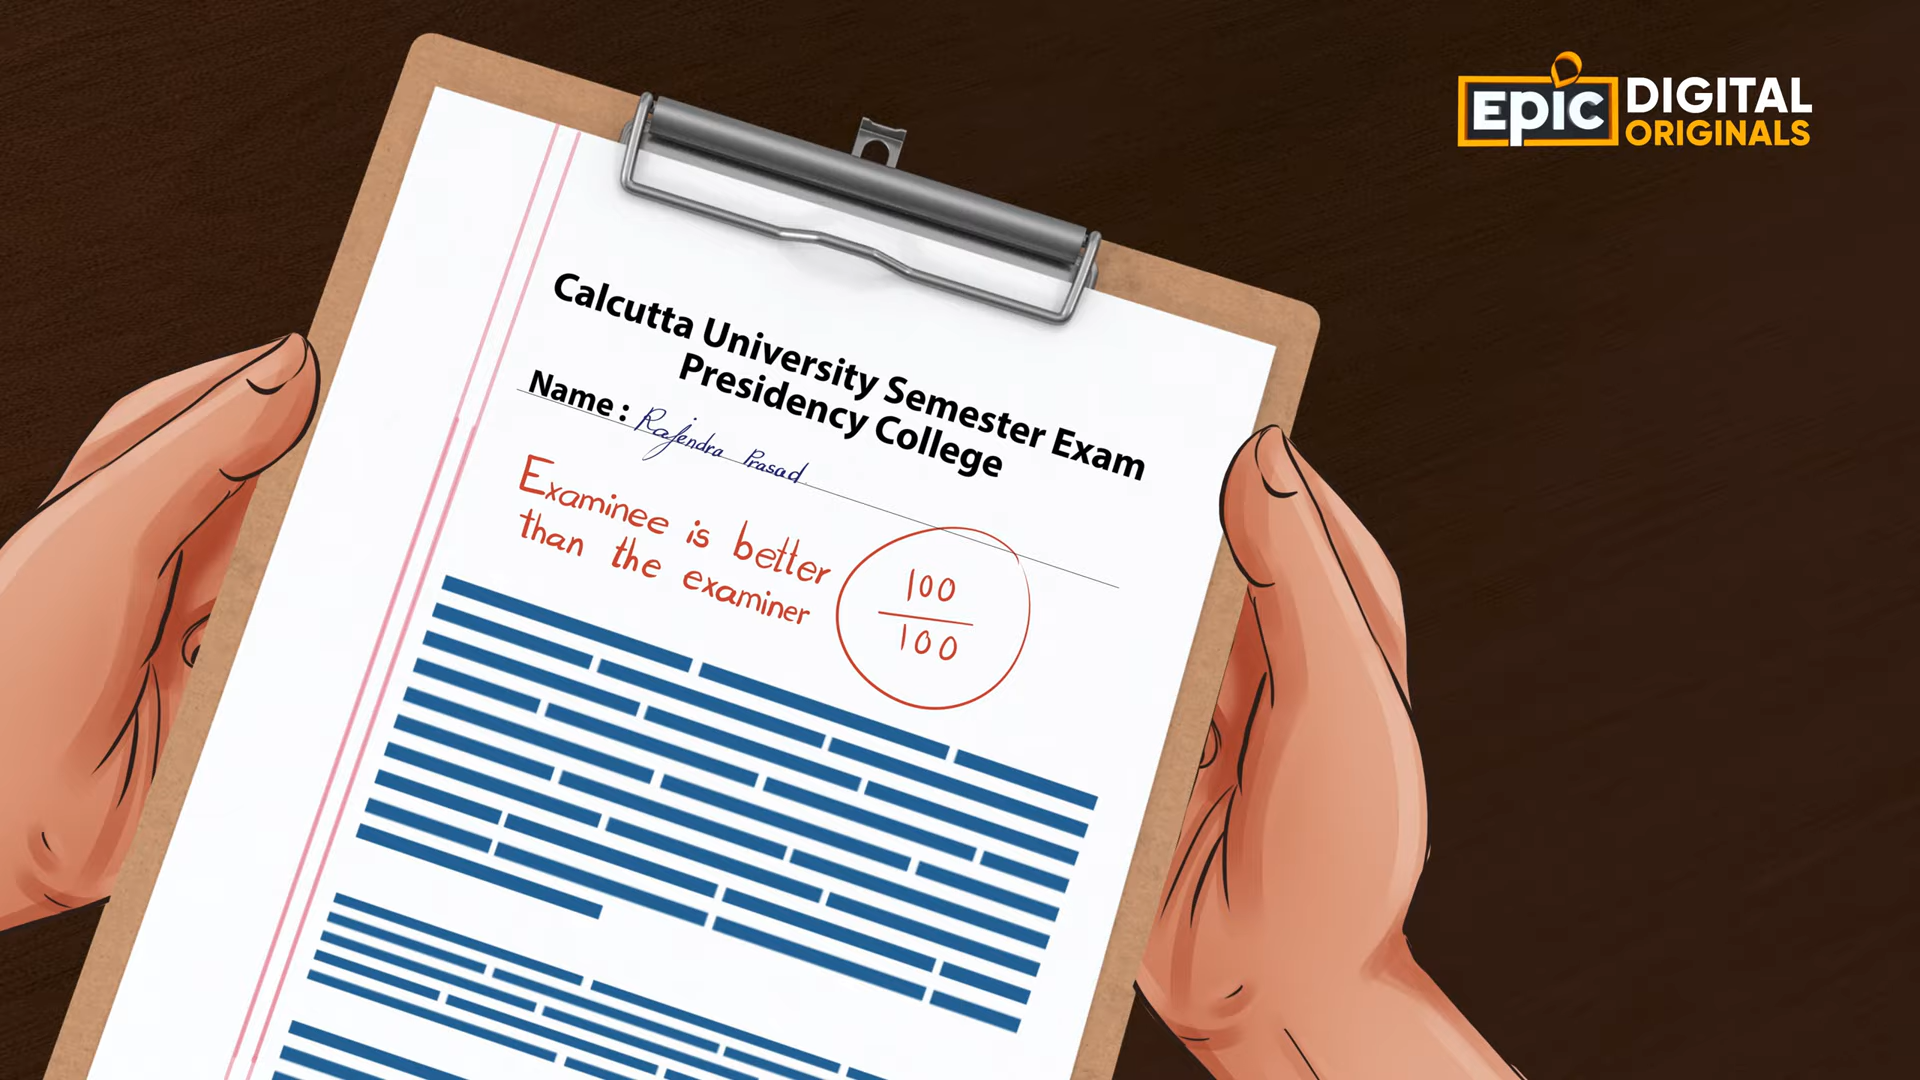 EPIC DIGITAL
ORIGINALS
Calcutta University Semester Exam
Presidency College
Name : Rajendra Prasad
Examinee is better
than the examiner
100
100